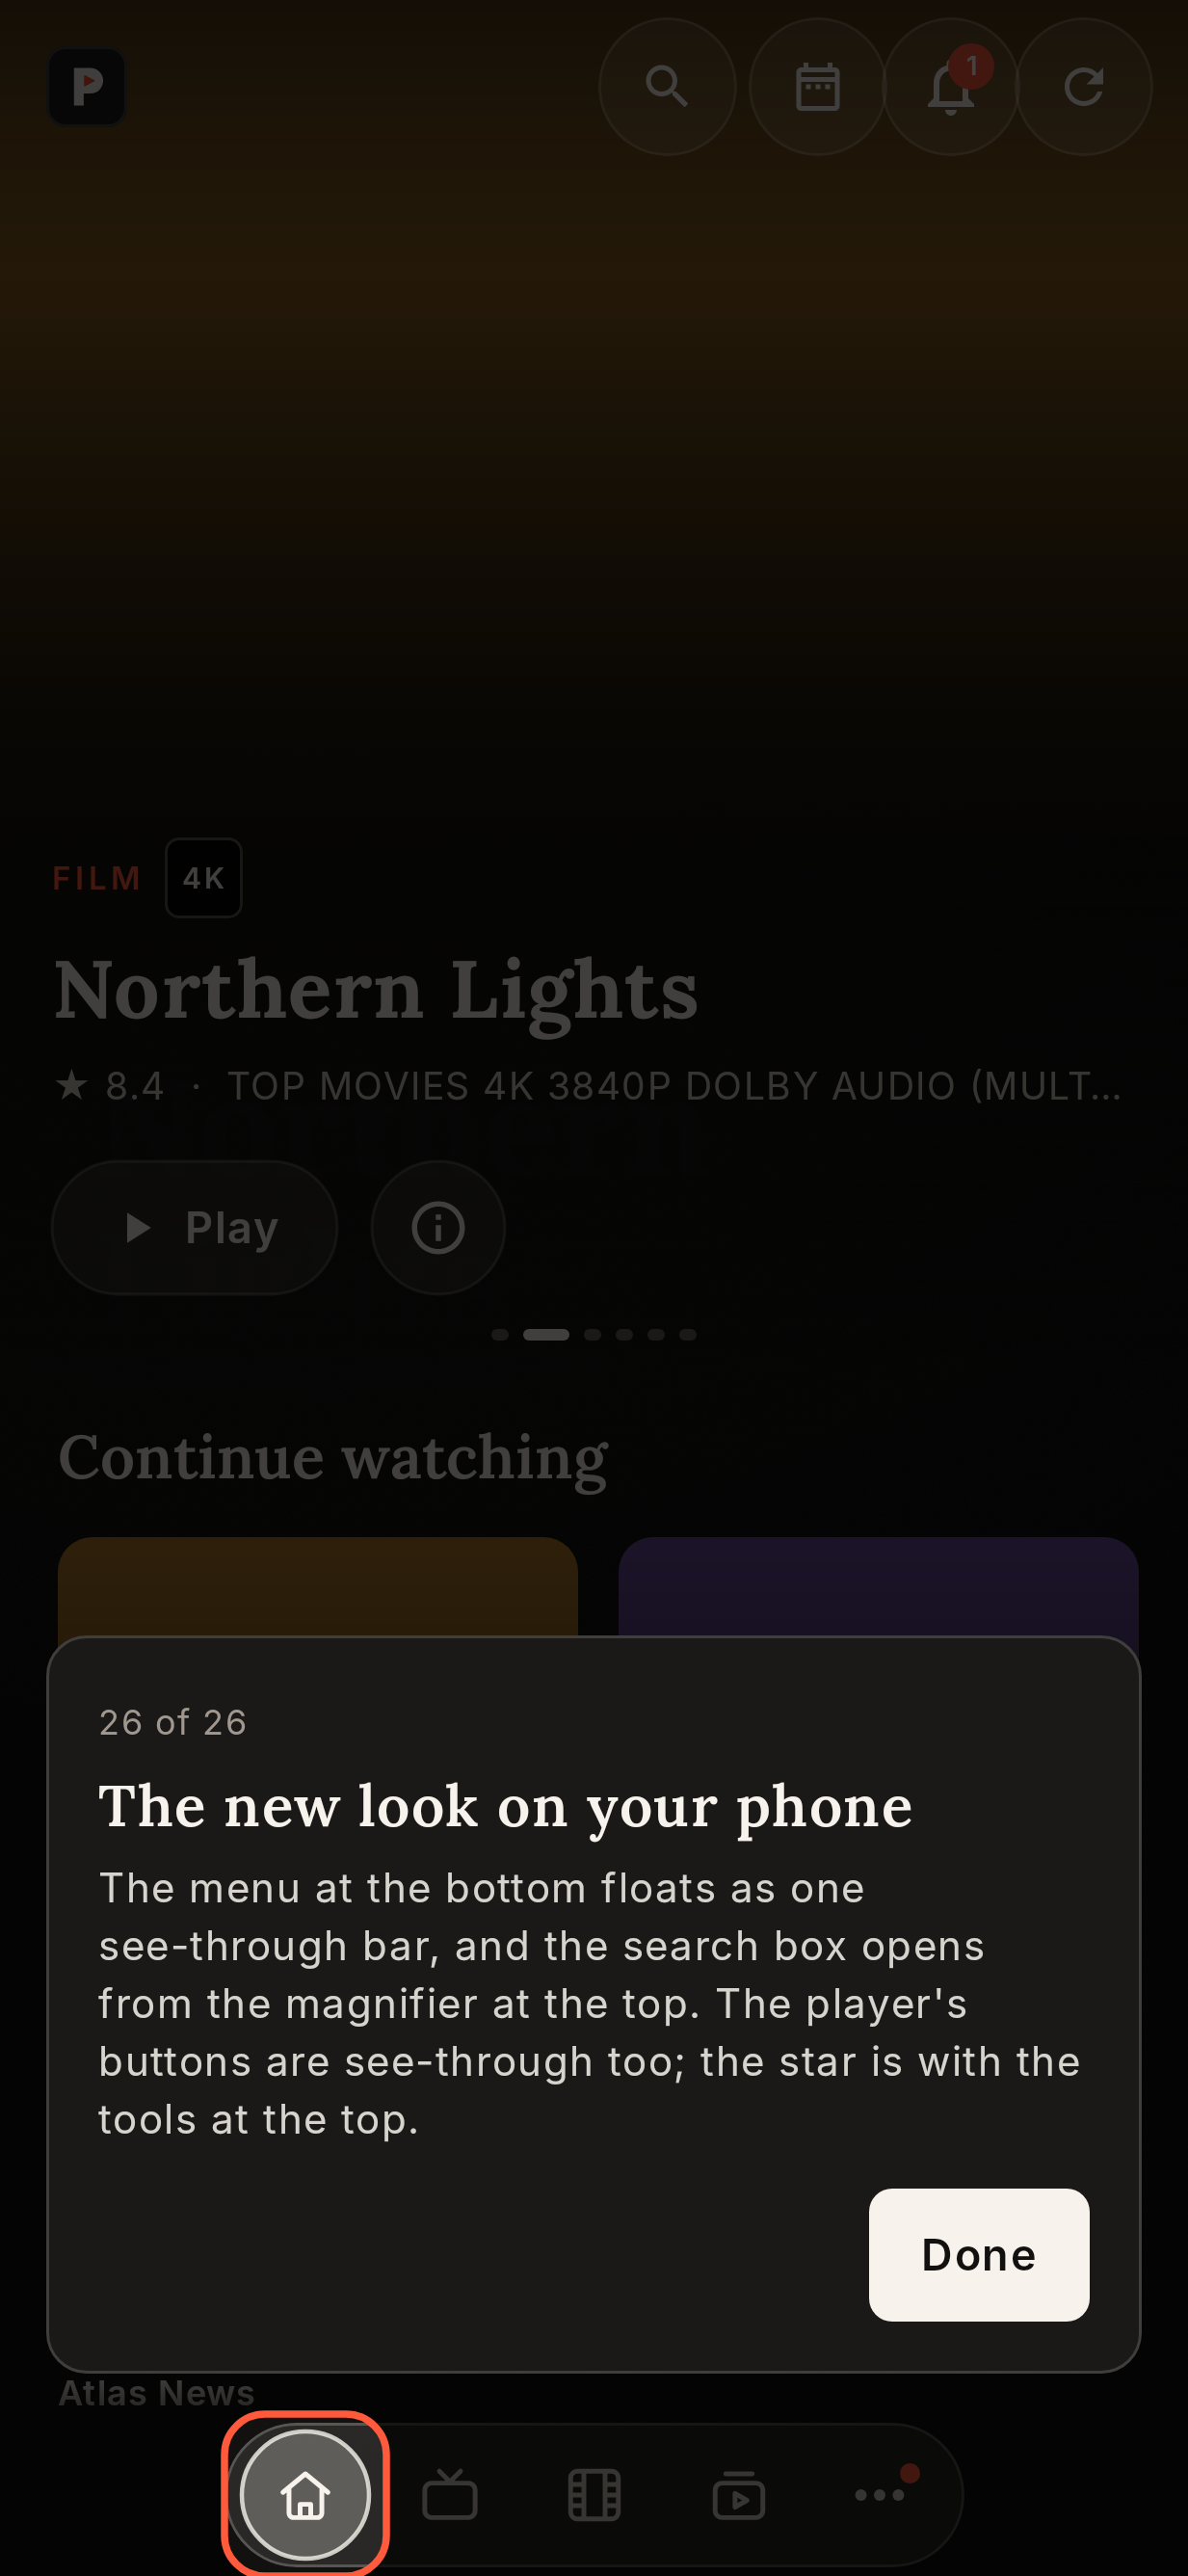 P
1
FILM 4K
Northern Lights
★ 8.4 · TOP MOVIES 4K 3840P DOLBY AUDIO (MULT...
Play
Continue watching
26 of 26
The new look on your phone
The menu at the bottom floats as one
see-through bar, and the search box opens
from the magnifier at the top. The player's
buttons are see-through too; the star is with the
tools at the top.
Done
Atlas News